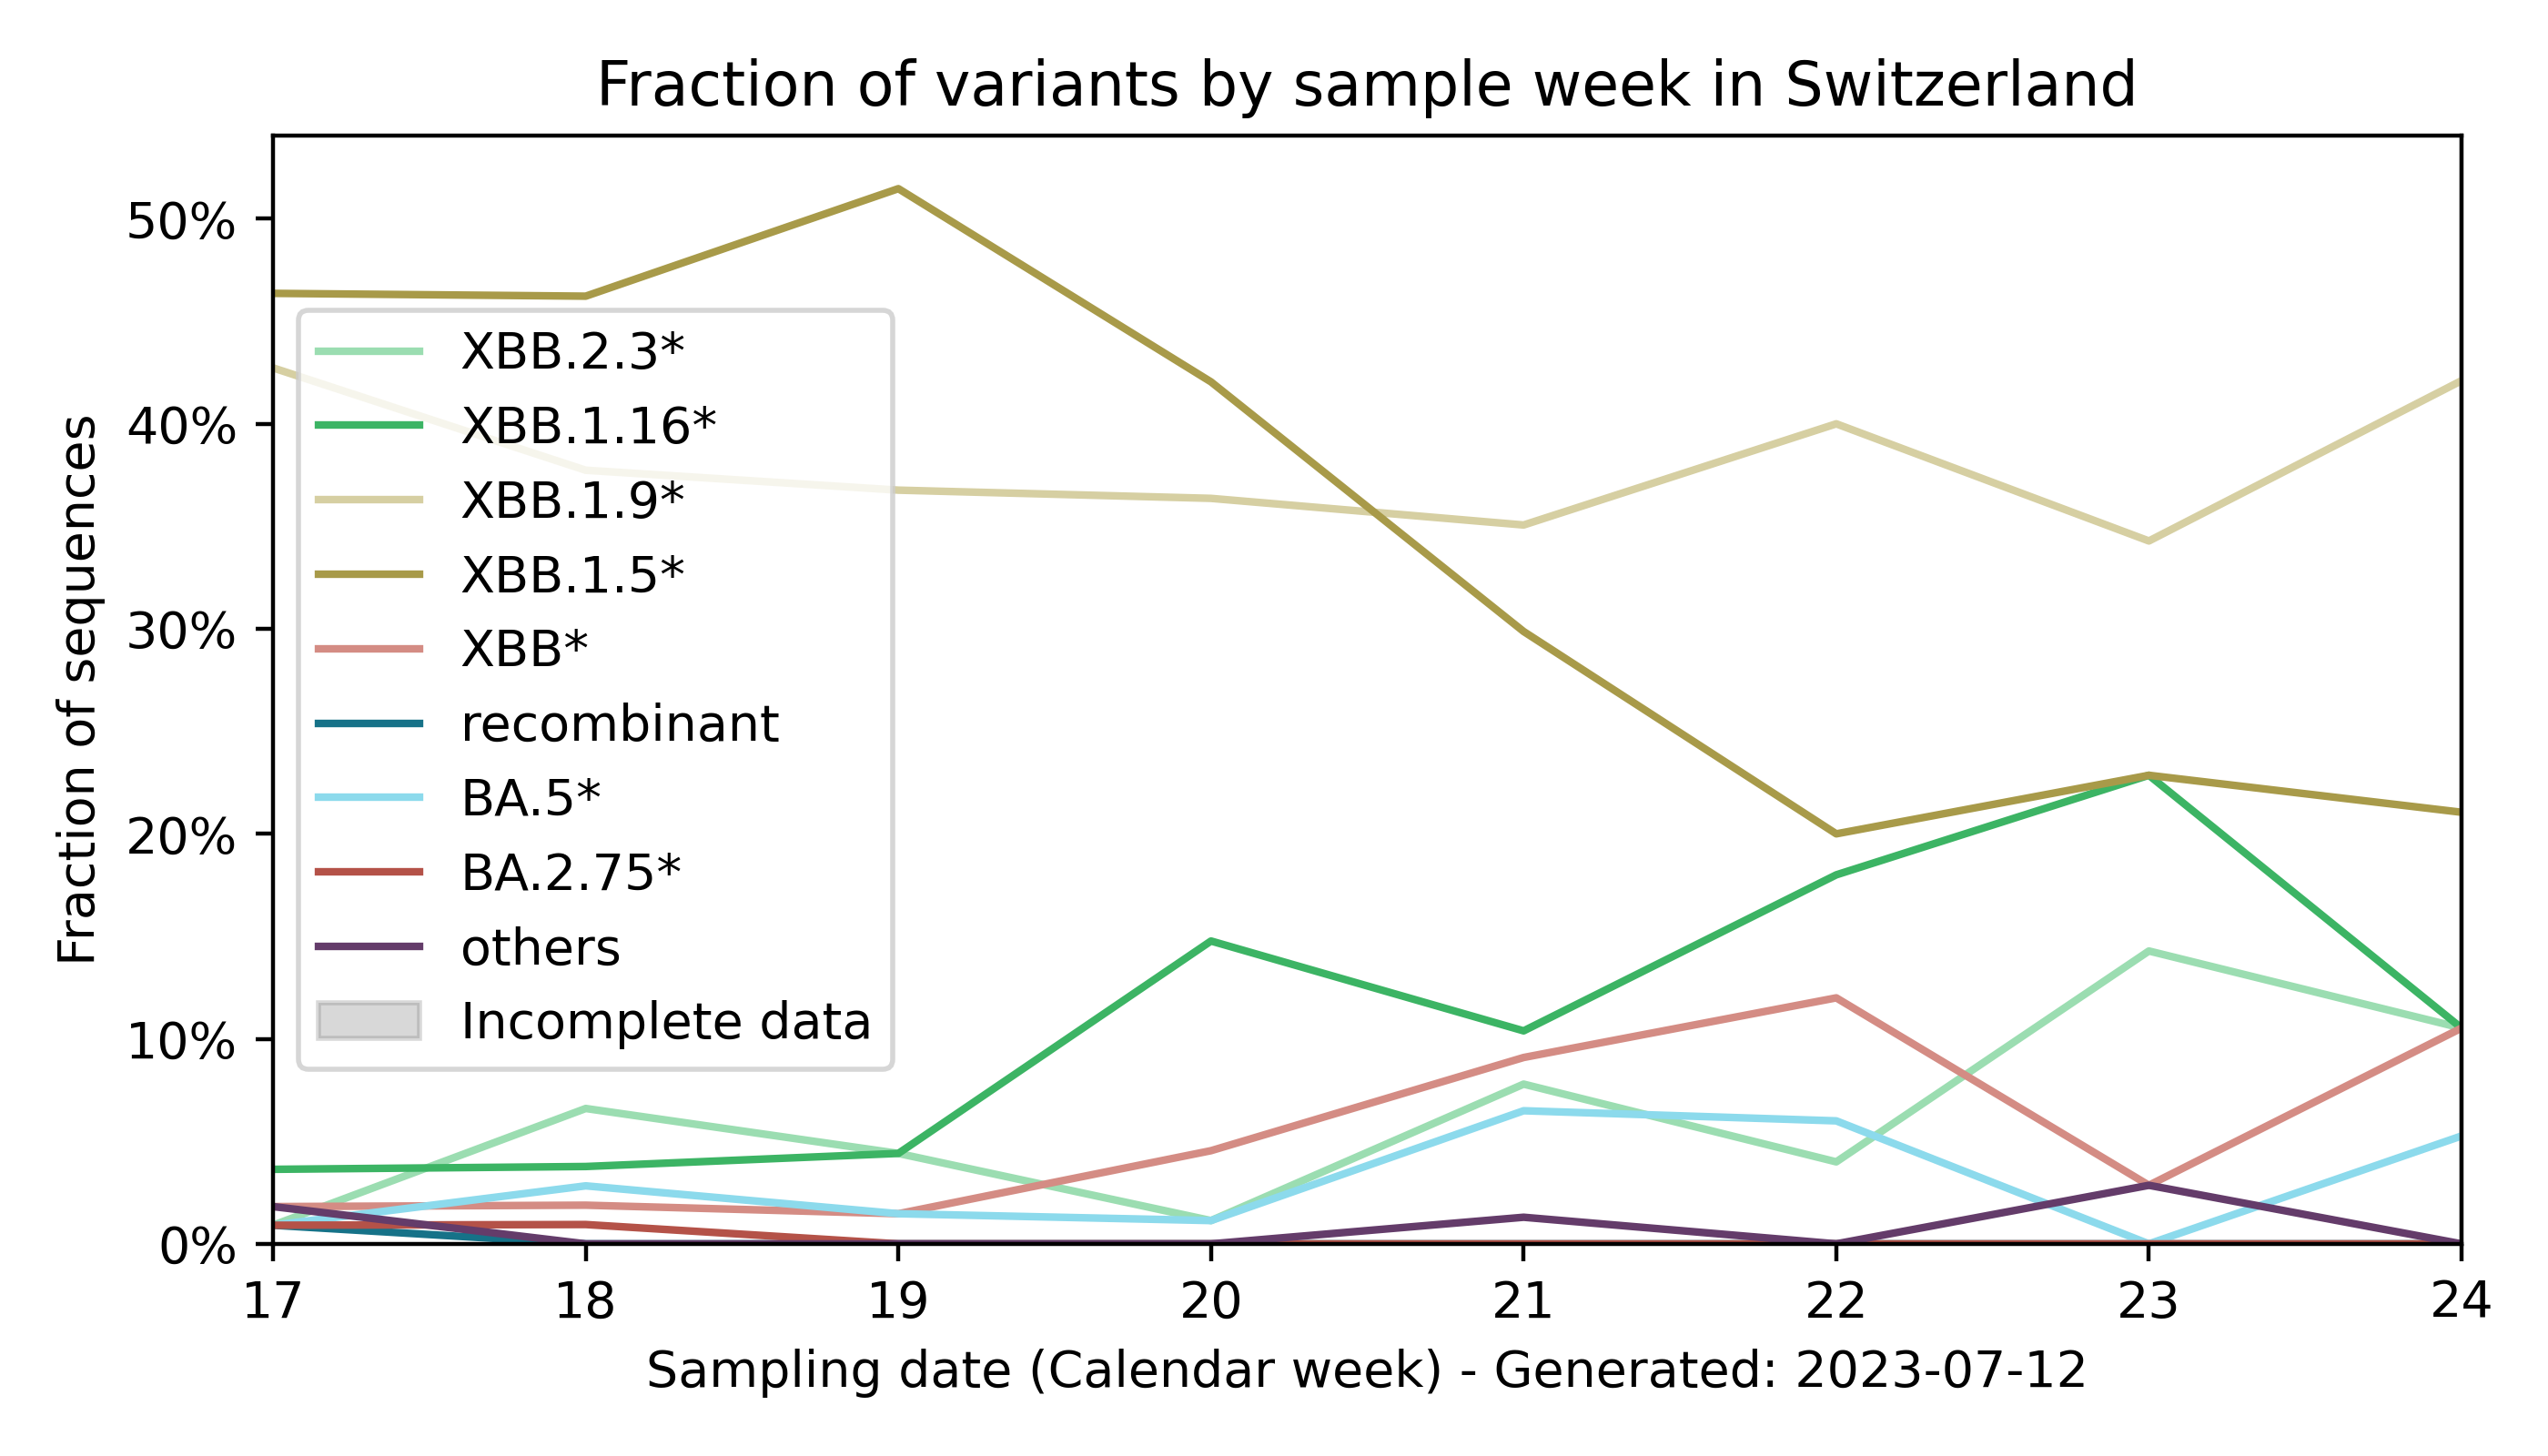 Fraction of variants by sample week in Switzerland
Fraction of sequences
50%
40%
30%
20%
10%
0%
XBB.2.3*
XBB.1.16*
XBB.1.9*
XBB.1.5*
XBB*
recombinant
BA.5*
BA.2.75*
others
Incomplete data
17 18 19 20 21 22 23 24
Sampling date (Calendar week) - Generated: 2023-07-12